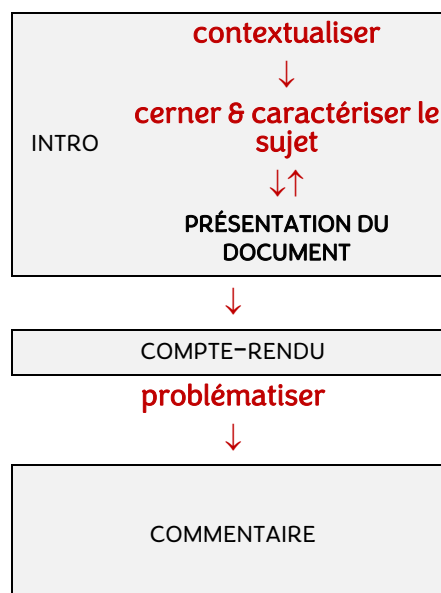 contextualiser
↓
cerner & caractériser le
sujet
INTRO
↓↑
PRÉSENTATION DU
DOCUMENT
↓
COMPTE-RENDU
problématiser
↓
COMMENTAIRE